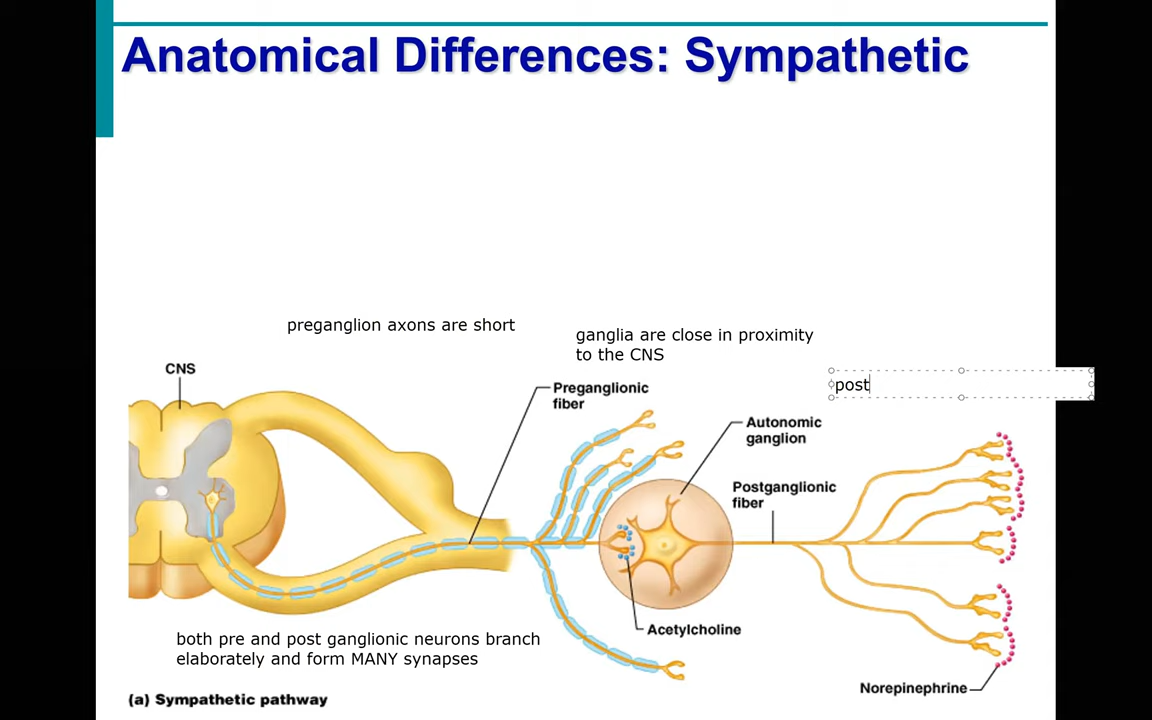 Anatomical Differences: Sympathetic
preganglion axons are short
ganglia are close in proximity
to the CNS
CNS
post
Preganglionic
fiber
Autonomic
ganglion
Postganglionic
fiber
Acetylcholine
both pre and post ganglionic neurons branch
elaborately and form MANY synapses
Norepinephrine
(a) Sympathetic pathway